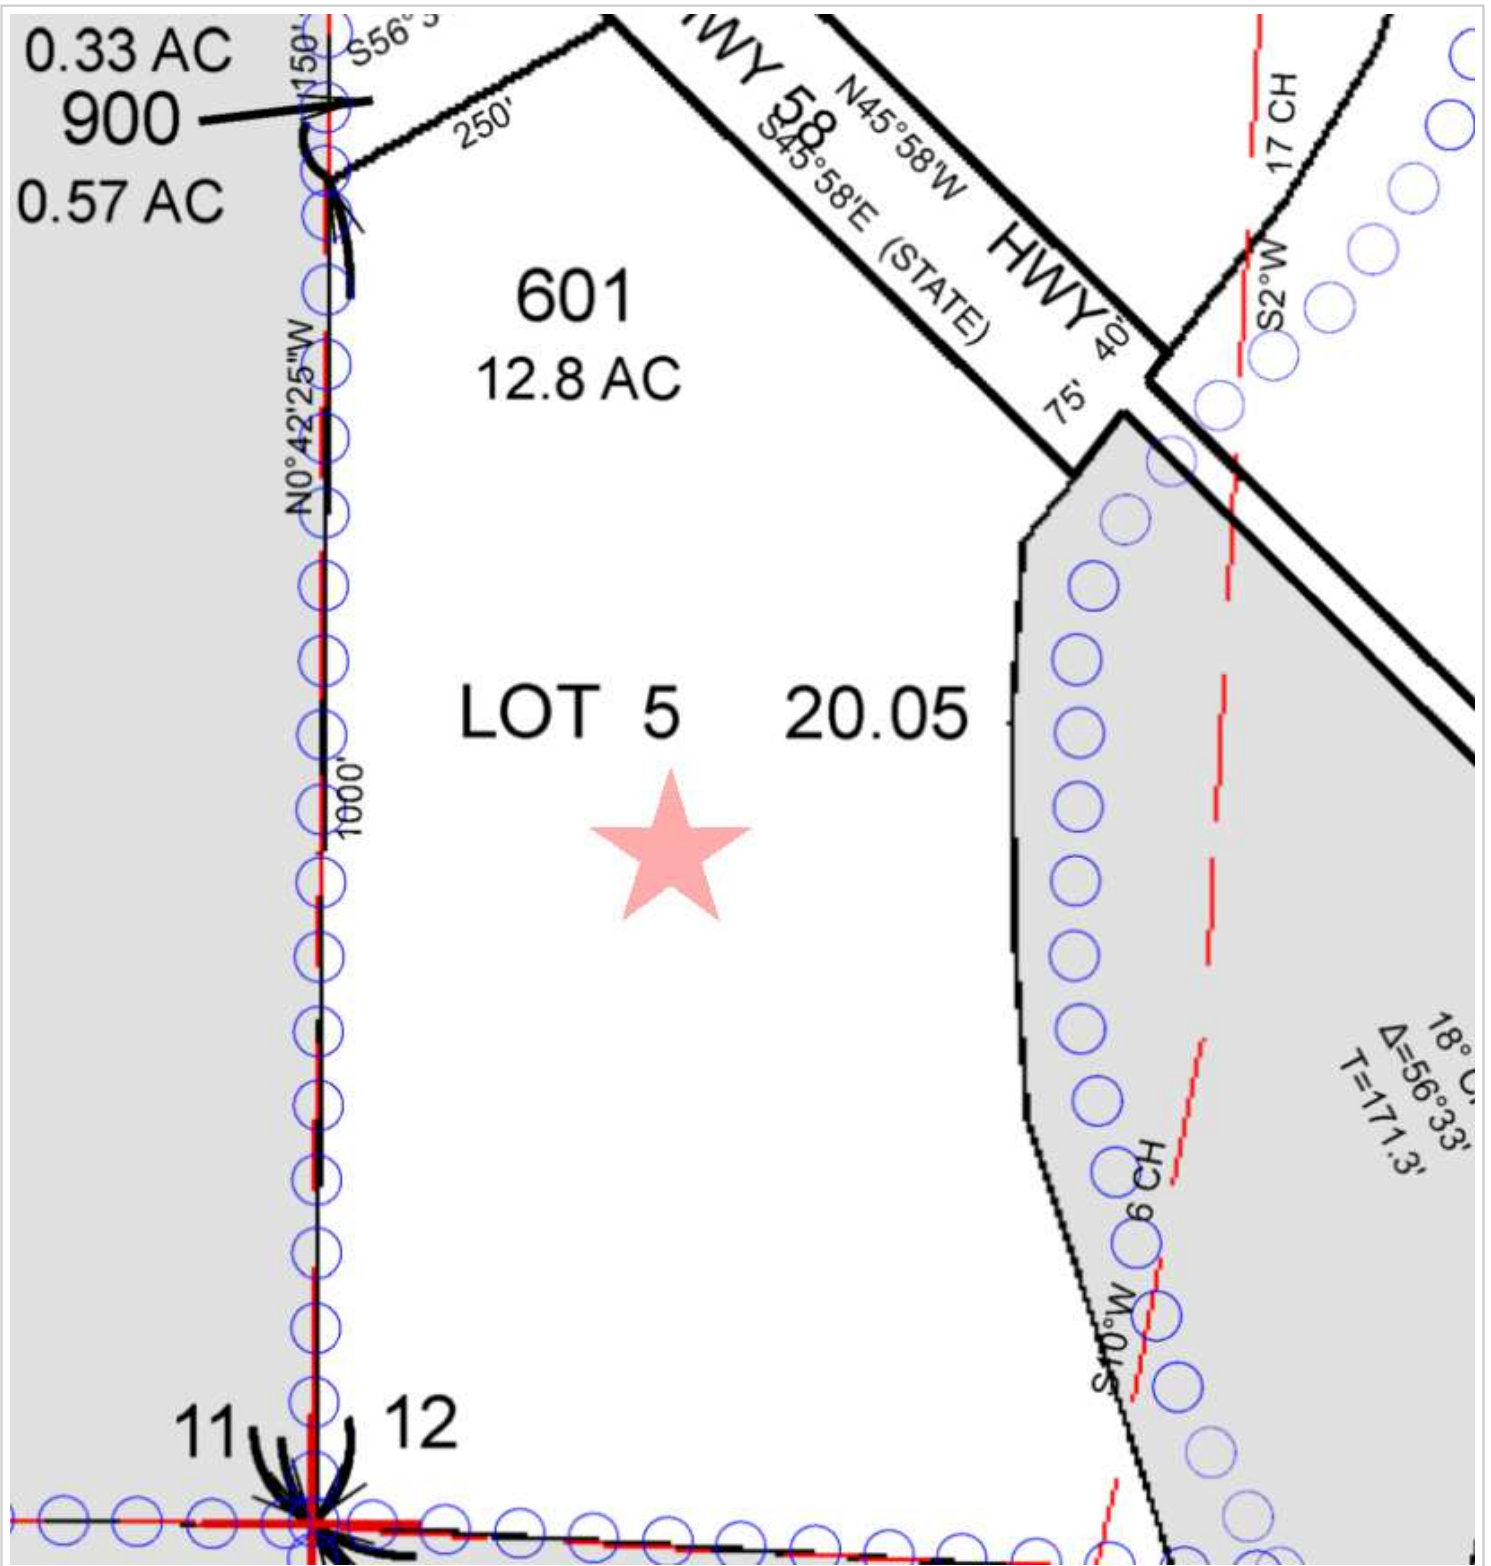 0.33 AC
900
0.57 AC
150'
S56°5
250'
HWY 58
N45°58'W
S45°58'E (STATE)
HWY
40'
75'
17 CH
S2°W
601
12.8 AC
N0°42'25"W
LOT 5 20.05
1000'
18°
Δ=56°33'
T=171.3'
6 CH
S10°W
11
12